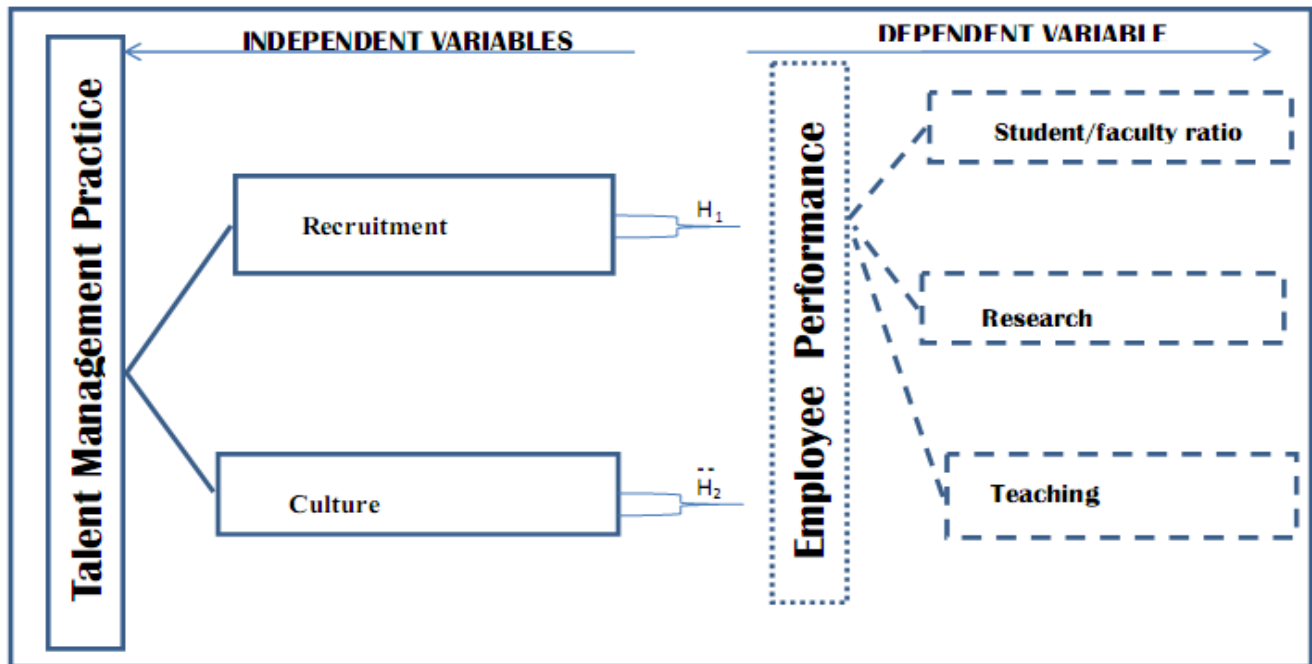 INDEPENDENT VARIABLES
DEPENDENT VARIABLE
Talent Management Practice
Recruitment
H₁
Culture
H₂
Employee Performance
Student/faculty ratio
Research
Teaching